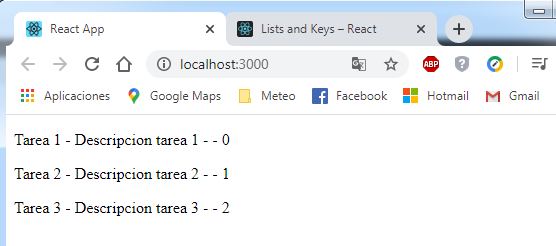 React App
Lists and Keys – React
localhost:3000
ABP
?
Aplicaciones
Google Maps
Meteo
Facebook
Hotmail
Gmail
Tarea 1 - Descripcion tarea 1 - - 0
Tarea 2 - Descripcion tarea 2 - - 1
Tarea 3 - Descripcion tarea 3 - - 2